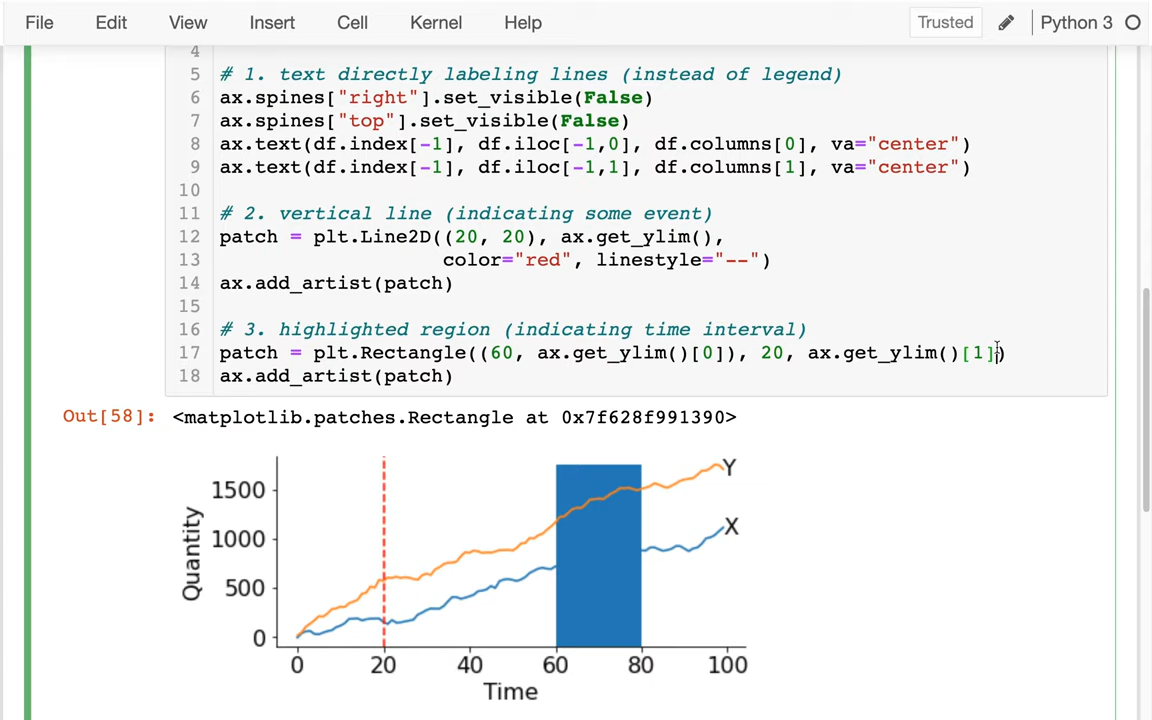 File Edit View Insert Cell Kernel Help Trusted Python 3
4
5 # 1. text directly labeling lines (instead of legend)
6 ax.spines["right"].set_visible(False)
7 ax.spines["top"].set_visible(False)
8 ax.text(df.index[-1], df.iloc[-1,0], df.columns[0], va="center")
9 ax.text(df.index[-1], df.iloc[-1,1], df.columns[1], va="center")
10
11 # 2. vertical line (indicating some event)
12 patch = plt.Line2D((20, 20), ax.get_ylim(),
13 color="red", linestyle="--")
14 ax.add_artist(patch)
15
16 # 3. highlighted region (indicating time interval)
17 patch = plt.Rectangle((60, ax.get_ylim()[0]), 20, ax.get_ylim()[1])
18 ax.add_artist(patch)
Out[58]: <matplotlib.patches.Rectangle at 0x7f628f991390>
Y
1500
X
1000
Quantity
500
0
0 20 40 60 80 100
Time